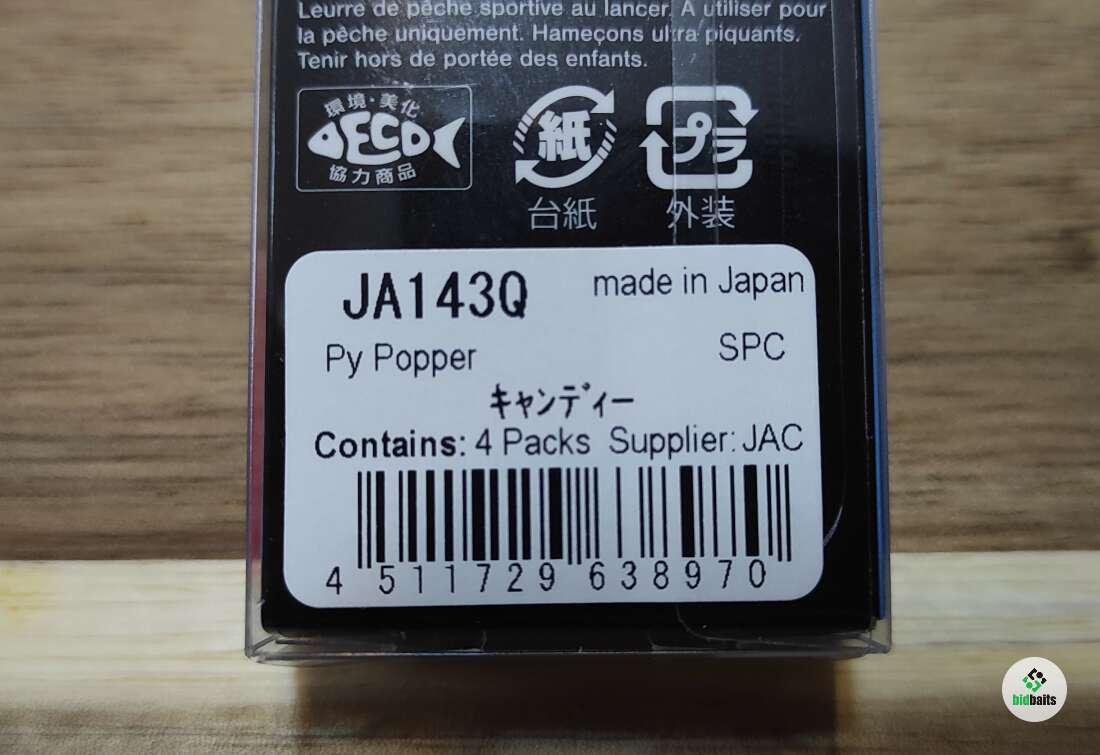 Leurre de pêche sportive au lancer. À utiliser pour
la pèche uniquement. Hameçons ultra piquants.
Tenir hors de portée des enfants.
環境・美化
ECO
協力商品
紙
台紙
プラ
外装
JA143Q
made in Japan
Py Popper
SPC
キャンディー
Contains: 4 Packs Supplier: JAC
4 511729 638970
bidbaits